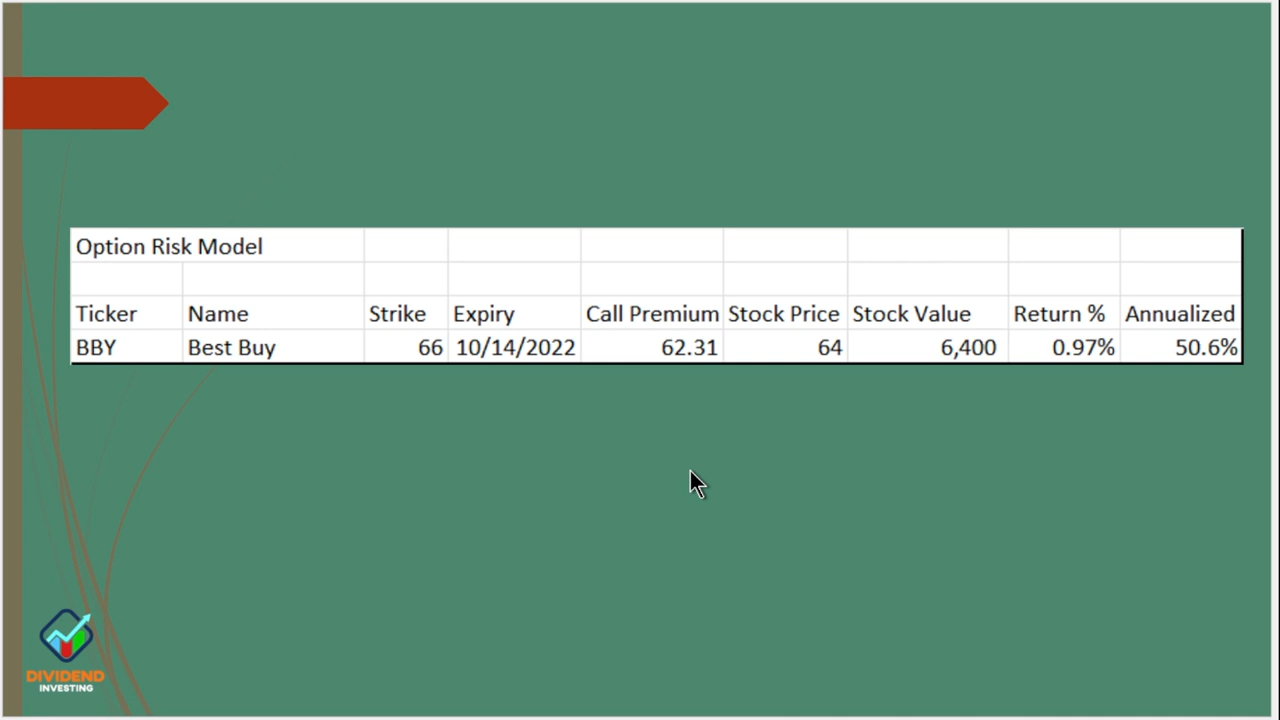 Option Risk Model
Ticker Name Strike Expiry Call Premium Stock Price Stock Value Return % Annualized
BBY Best Buy 66 10/14/2022 62.31 64 6,400 0.97% 50.6%
DIVIDEND
INVESTING